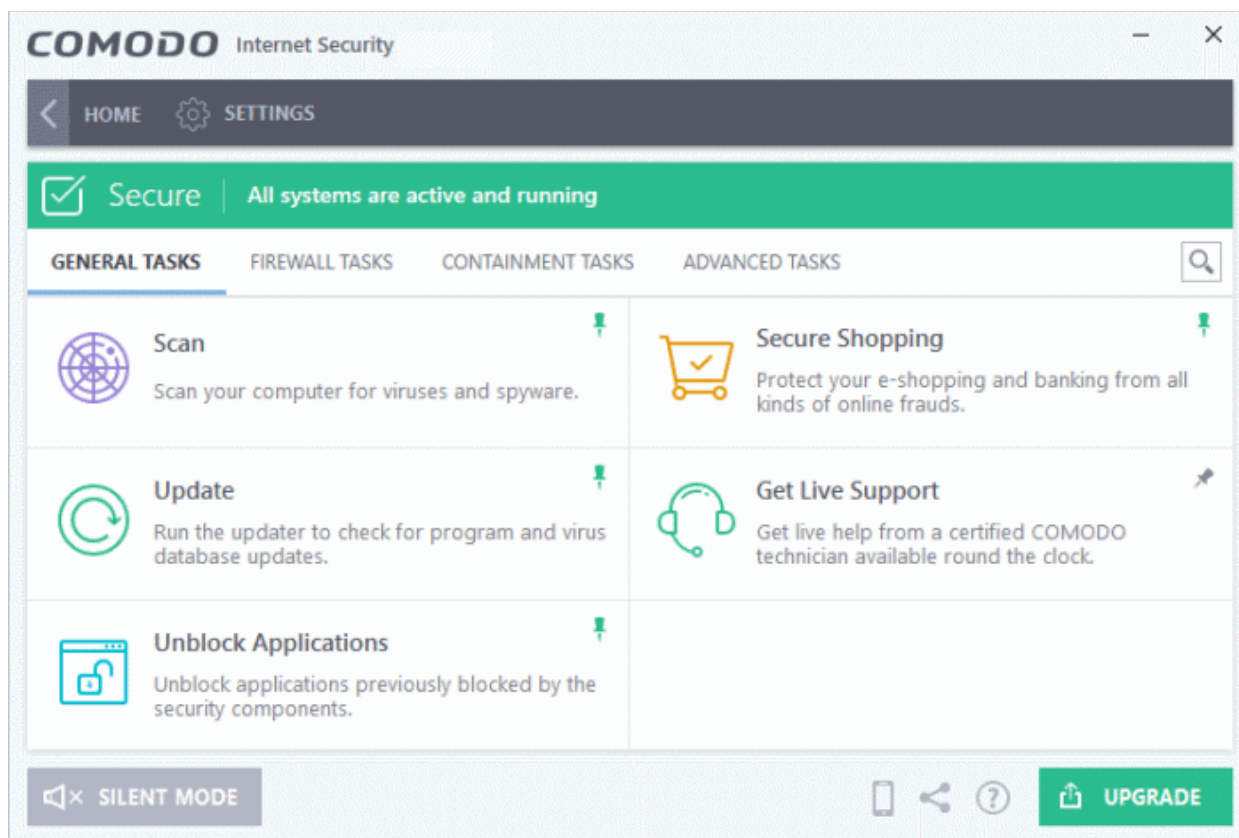 COMODO Internet Security
HOME SETTINGS
Secure All systems are active and running
GENERAL TASKS FIREWALL TASKS CONTAINMENT TASKS ADVANCED TASKS
Scan
Scan your computer for viruses and spyware.
Secure Shopping
Protect your e-shopping and banking from all
kinds of online frauds.
Update
Run the updater to check for program and virus
database updates.
Get Live Support
Get live help from a certified COMODO
technician available round the clock.
Unblock Applications
Unblock applications previously blocked by the
security components.
SILENT MODE
?
UPGRADE